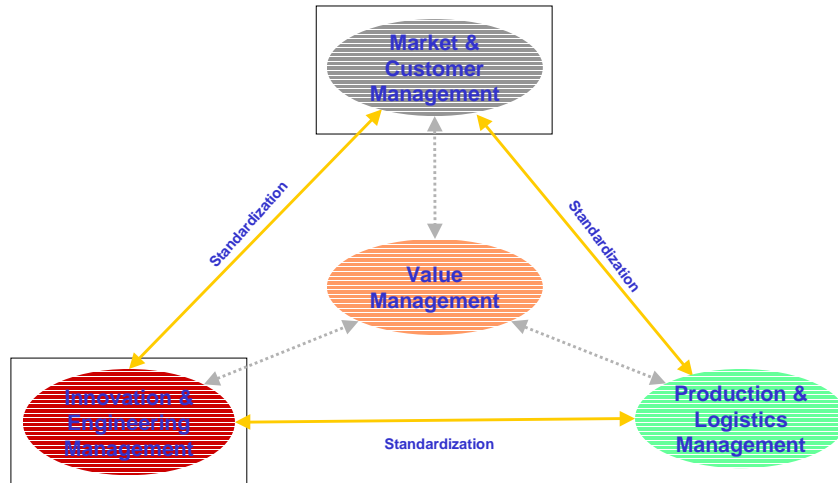 Market &
Customer
Management
Standardization
Standardization
Value
Management
Innovation &
Engineering
Management
Production &
Logistics
Management
Standardization